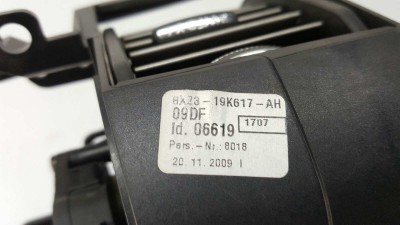 8X23-19K617-AH
09DF
Id. 06619 1707
Pers.-Nr.: 8018
20.11.2009 I